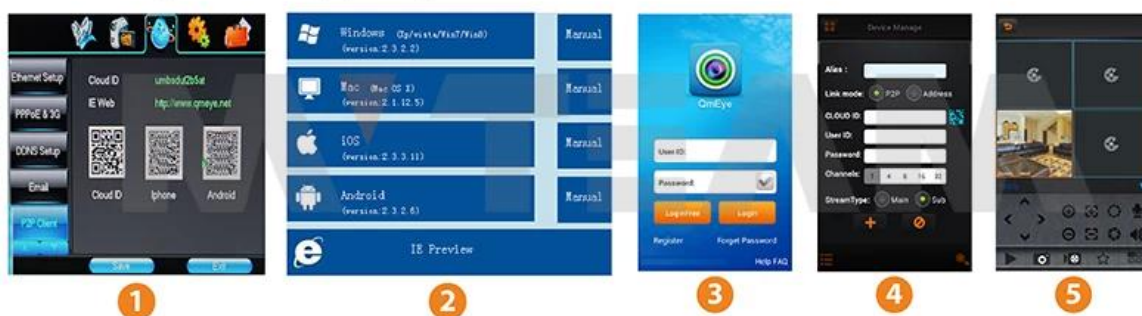 Ethernet Setup
PPPoE & 3G
DDNS Setup
Email
P2P Client
Cloud ID
umbsdut2b5at
IE Web
http://www.qmeye.net
Cloud ID
Iphone
Android
Save
Exit
1
Windows (Xp/vista/Win7/Win8)
(version:2.3.2.2)
Manual
Mac (Mac OS X)
(version:2.1.12.5)
Manual
iOS
(version:2.3.3.11)
Manual
Android
(version:2.3.2.6)
Manual
IE Preview
2
QmEye
User ID:
Password:
Login Free
Login
Register
Forget Password
Help FAQ
3
Device Manage
Alias :
Link mode: P2P Address
CLOUD ID:
User ID:
Password:
Channels: 1 4 8 16 32
StreamType: Main Sub
4
5